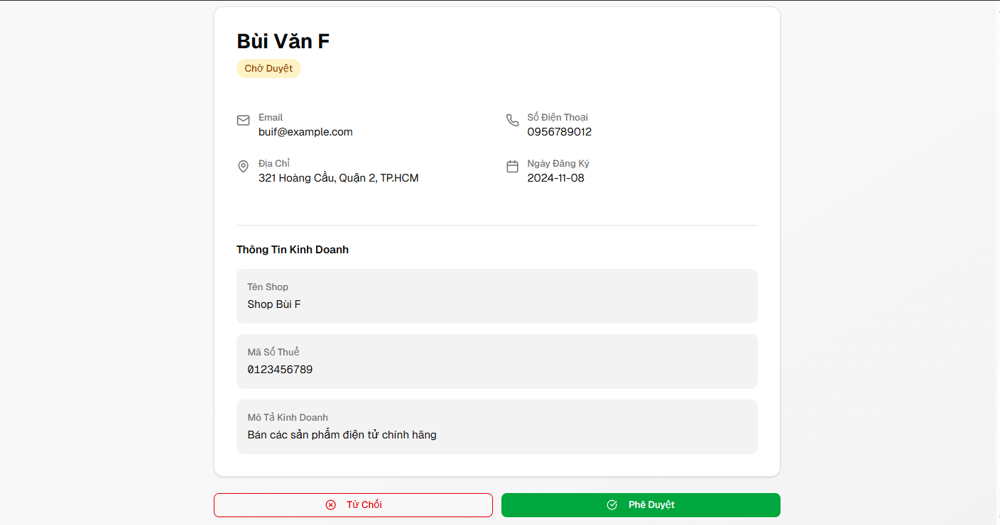 Bùi Văn F
Chờ Duyệt
Email
buif@example.com
Số Điện Thoại
0956789012
Địa Chỉ
321 Hoàng Cầu, Quận 2, TP.HCM
Ngày Đăng Ký
2024-11-08
Thông Tin Kinh Doanh
Tên Shop
Shop Bùi F
Mã Số Thuế
0123456789
Mô Tả Kinh Doanh
Bán các sản phẩm điện tử chính hãng
Từ Chối
Phê Duyệt